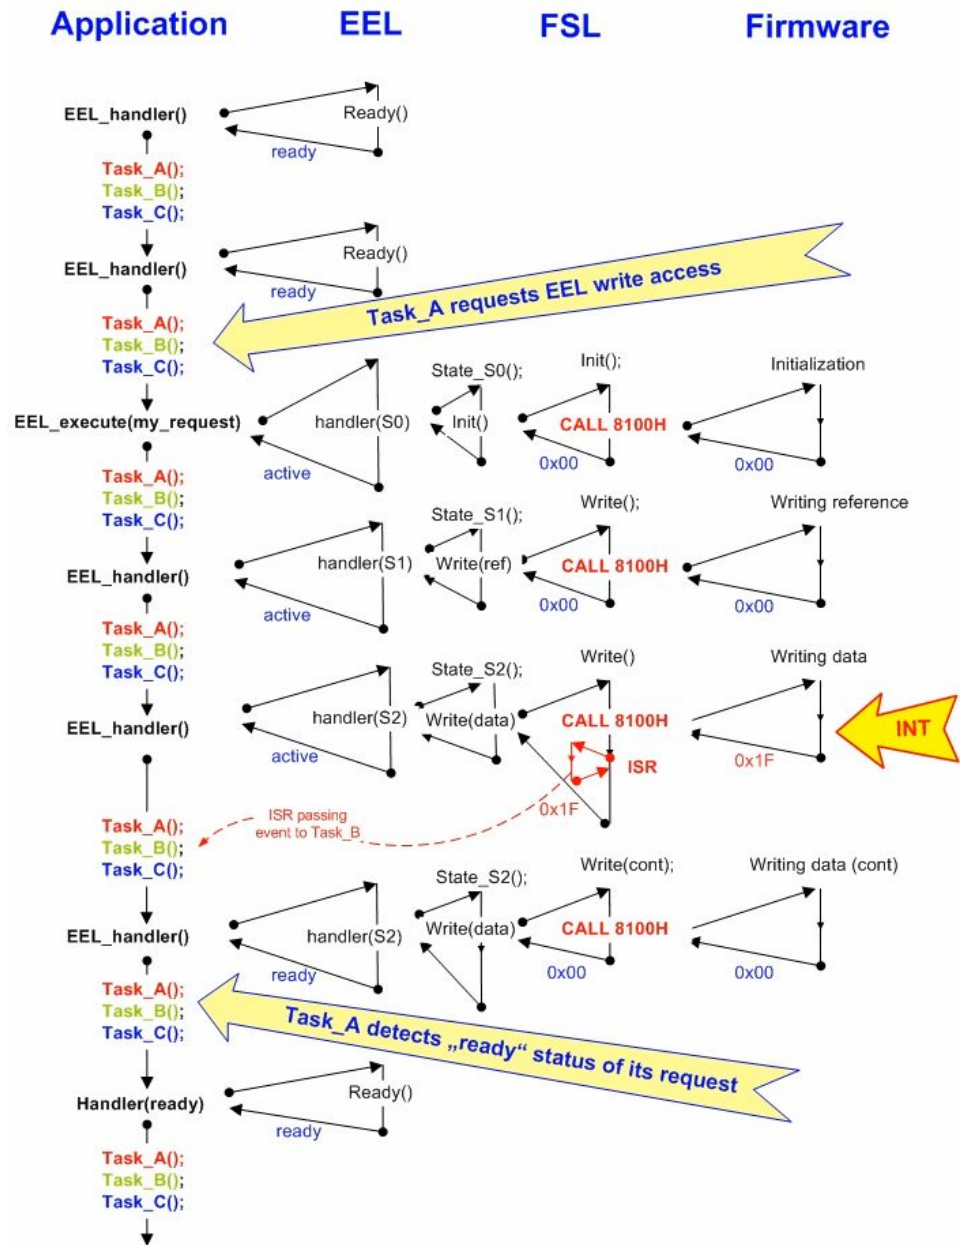 Application EEL FSL Firmware
EEL_handler()
Ready()
ready
Task_A();
Task_B();
Task_C();
EEL_handler()
Ready()
ready
Task_A requests EEL write access
Task_A();
Task_B();
Task_C();
EEL_execute(my_request)
handler(S0)
active
State_S0();
Init()
Init();
CALL 8100H
0x00
Initialization
0x00
Task_A();
Task_B();
Task_C();
EEL_handler()
handler(S1)
active
State_S1();
Write(ref)
Write();
CALL 8100H
0x00
Writing reference
0x00
Task_A();
Task_B();
Task_C();
EEL_handler()
handler(S2)
active
State_S2();
Write(data)
Write()
CALL 8100H
ISR
0x1F
Writing data
0x1F
INT
ISR passing
event to Task_B
Task_A();
Task_B();
Task_C();
EEL_handler()
handler(S2)
ready
State_S2();
Write(data)
Write(cont);
CALL 8100H
0x00
Writing data (cont)
0x00
Task_A();
Task_B();
Task_C();
Task_A detects „ready“ status of its request
Handler(ready)
Ready()
ready
Task_A();
Task_B();
Task_C();